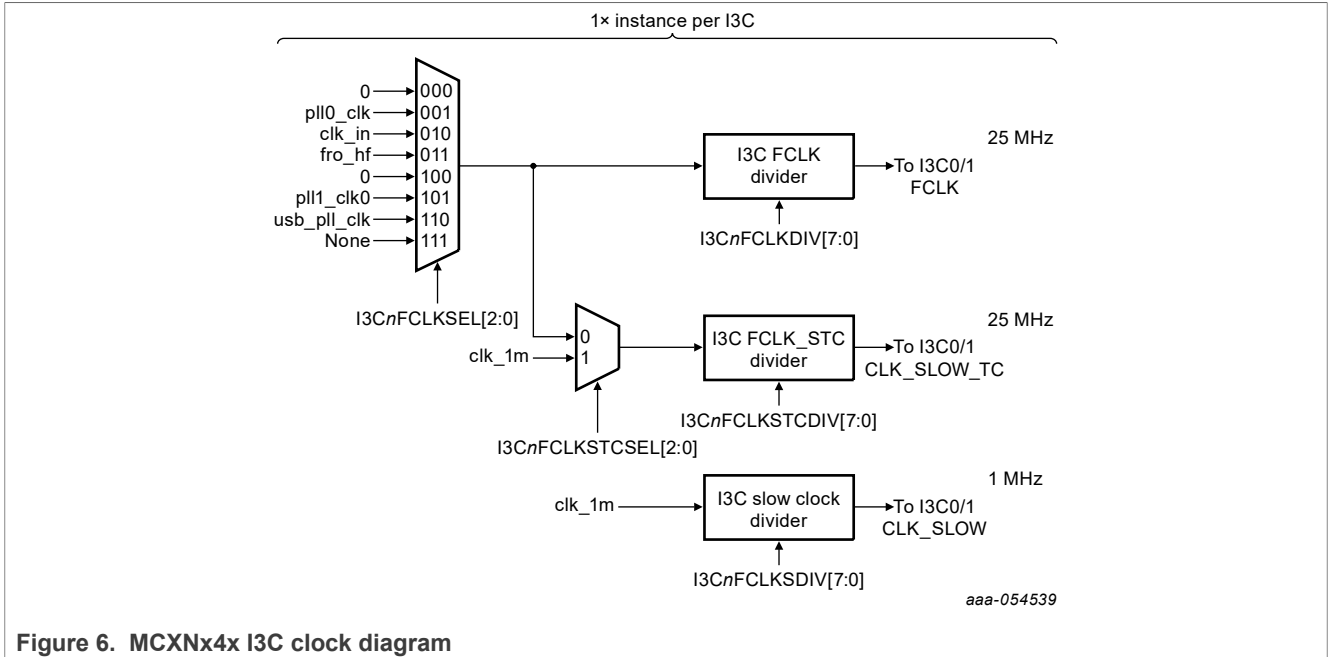 1× instance per I3C
0
000
pll0_clk
001
clk_in
010
fro_hf
011
0
100
pll1_clk0
101
usb_pll_clk
110
None
111
I3CnFCLKSEL[2:0]
I3C FCLK
divider
I3CnFCLKDIV[7:0]
25 MHz
To I3C0/1
FCLK
0
clk_1m
1
I3CnFCLKSTCSEL[2:0]
I3C FCLK_STC
divider
I3CnFCLKSTCDIV[7:0]
25 MHz
To I3C0/1
CLK_SLOW_TC
clk_1m
I3C slow clock
divider
I3CnFCLKSDIV[7:0]
1 MHz
To I3C0/1
CLK_SLOW
aaa-054539
Figure 6. MCXNx4x I3C clock diagram